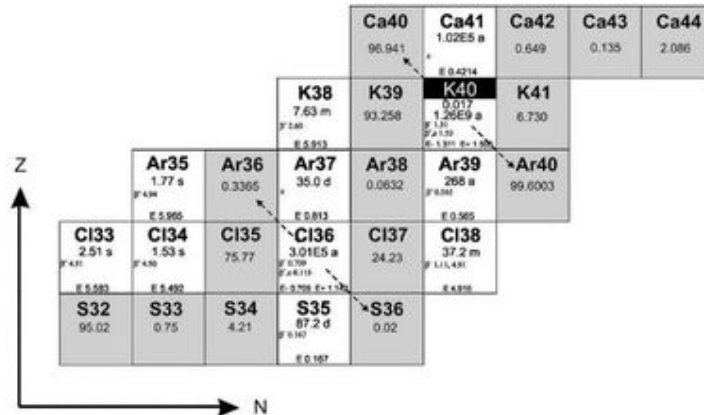 Ca40 Ca41 Ca42 Ca43 Ca44
96.941 1.02E5 a 0.649 0.135 2.086
E 0.4214
K38 K39 K40 K41
7.63 m 93.258 0.017 6.730
1.26E9 a
E 5.913
Ar35 Ar36 Ar37 Ar38 Ar39 Ar40
1.77 s 0.3365 35.0 d 0.0632 268 a 99.6003
E 5.965 E 0.813 E 0.565
Z
Cl33 Cl34 Cl35 Cl36 Cl37 Cl38
2.51 s 1.53 s 75.77 3.01E5 a 24.23 37.2 m
E 5.583 E 5.492 E 4.916
S32 S33 S34 S35 S36
95.02 0.75 4.21 87.2 d 0.02
E 0.167
N